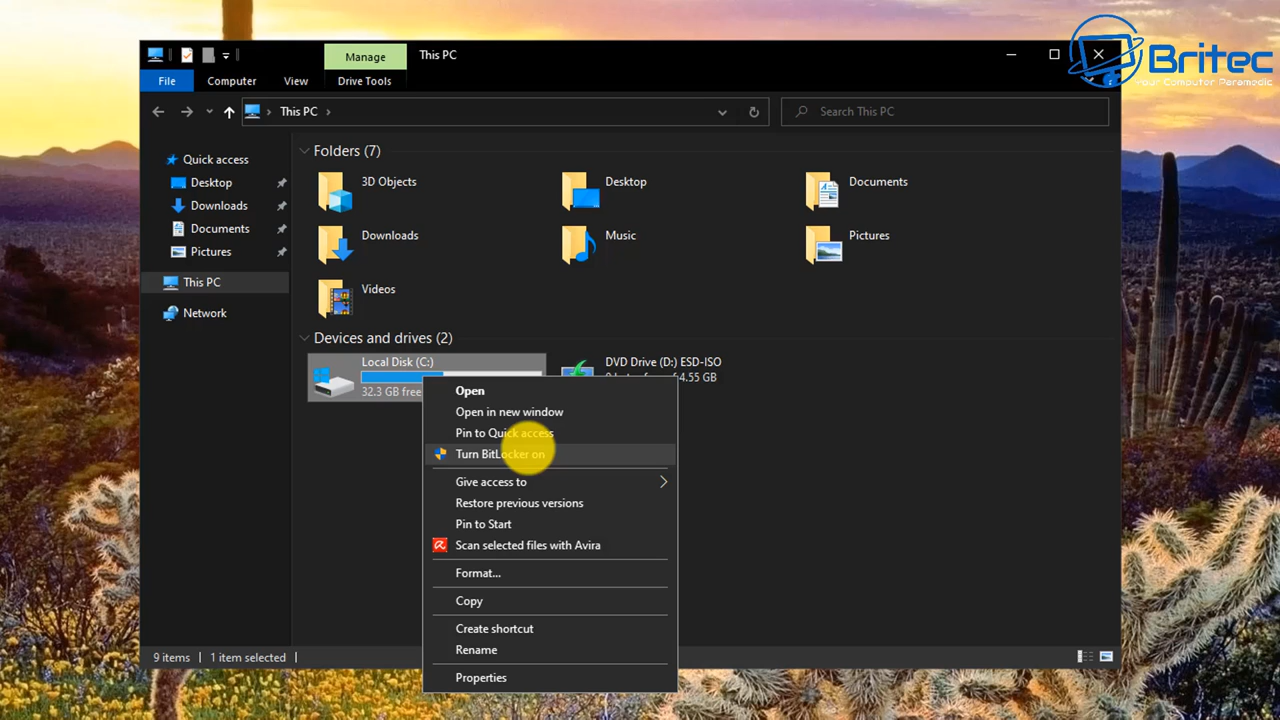 Manage
This PC
Britec
Your Computer Paramedic
File
Computer
View
Drive Tools
This PC
Search This PC
Quick access
Desktop
Downloads
Documents
Pictures
This PC
Network
Folders (7)
3D Objects
Desktop
Documents
Downloads
Music
Pictures
Videos
Devices and drives (2)
Local Disk (C:)
32.3 GB free
DVD Drive (D:) ESD-ISO
4.55 GB
Open
Open in new window
Pin to Quick access
Turn BitLocker on
Give access to
Restore previous versions
Pin to Start
Scan selected files with Avira
Format...
Copy
Create shortcut
Rename
Properties
9 items
1 item selected